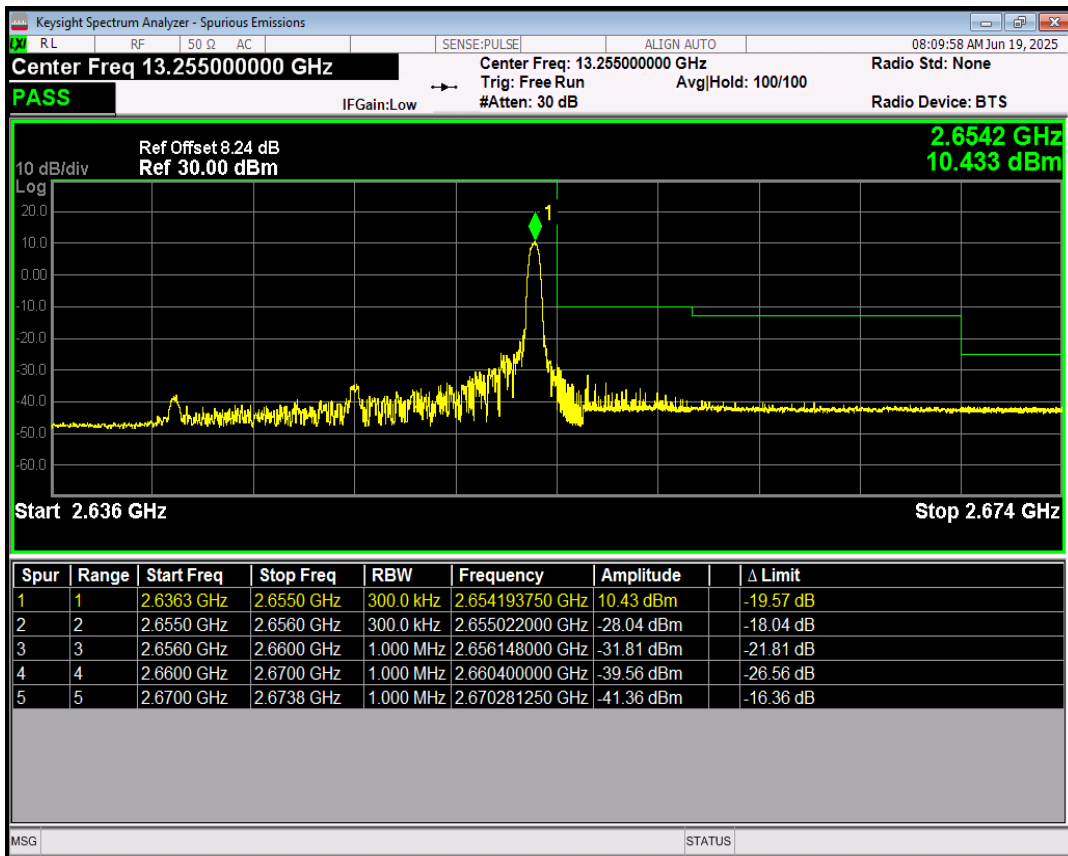 Keysight Spectrum Analyzer - Spurious Emissions
LXI RL RF 50 Ω AC SENSE:PULSE ALIGN AUTO 08:09:58 AM Jun 19, 2025
Center Freq 13.255000000 GHz Center Freq: 13.255000000 GHz Radio Std: None
Trig: Free Run Avg|Hold: 100/100
PASS IFGain:Low #Atten: 30 dB Radio Device: BTS
2.6542 GHz
Ref Offset 8.24 dB
10 dB/div Ref 30.00 dBm 10.433 dBm
Log
20.0
1
10.0
0.00
-10.0
-20.0
-30.0
-40.0
-50.0
-60.0
Start 2.636 GHz Stop 2.674 GHz
Spur Range Start Freq Stop Freq RBW Frequency Amplitude Δ Limit
1 1 2.6363 GHz 2.6550 GHz 300.0 kHz 2.654193750 GHz 10.43 dBm -19.57 dB
2 2 2.6550 GHz 2.6560 GHz 300.0 kHz 2.655022000 GHz -28.04 dBm -18.04 dB
3 3 2.6560 GHz 2.6600 GHz 1.000 MHz 2.656148000 GHz -31.81 dBm -21.81 dB
4 4 2.6600 GHz 2.6700 GHz 1.000 MHz 2.660400000 GHz -39.56 dBm -26.56 dB
5 5 2.6700 GHz 2.6738 GHz 1.000 MHz 2.670281250 GHz -41.36 dBm -16.36 dB
MSG STATUS